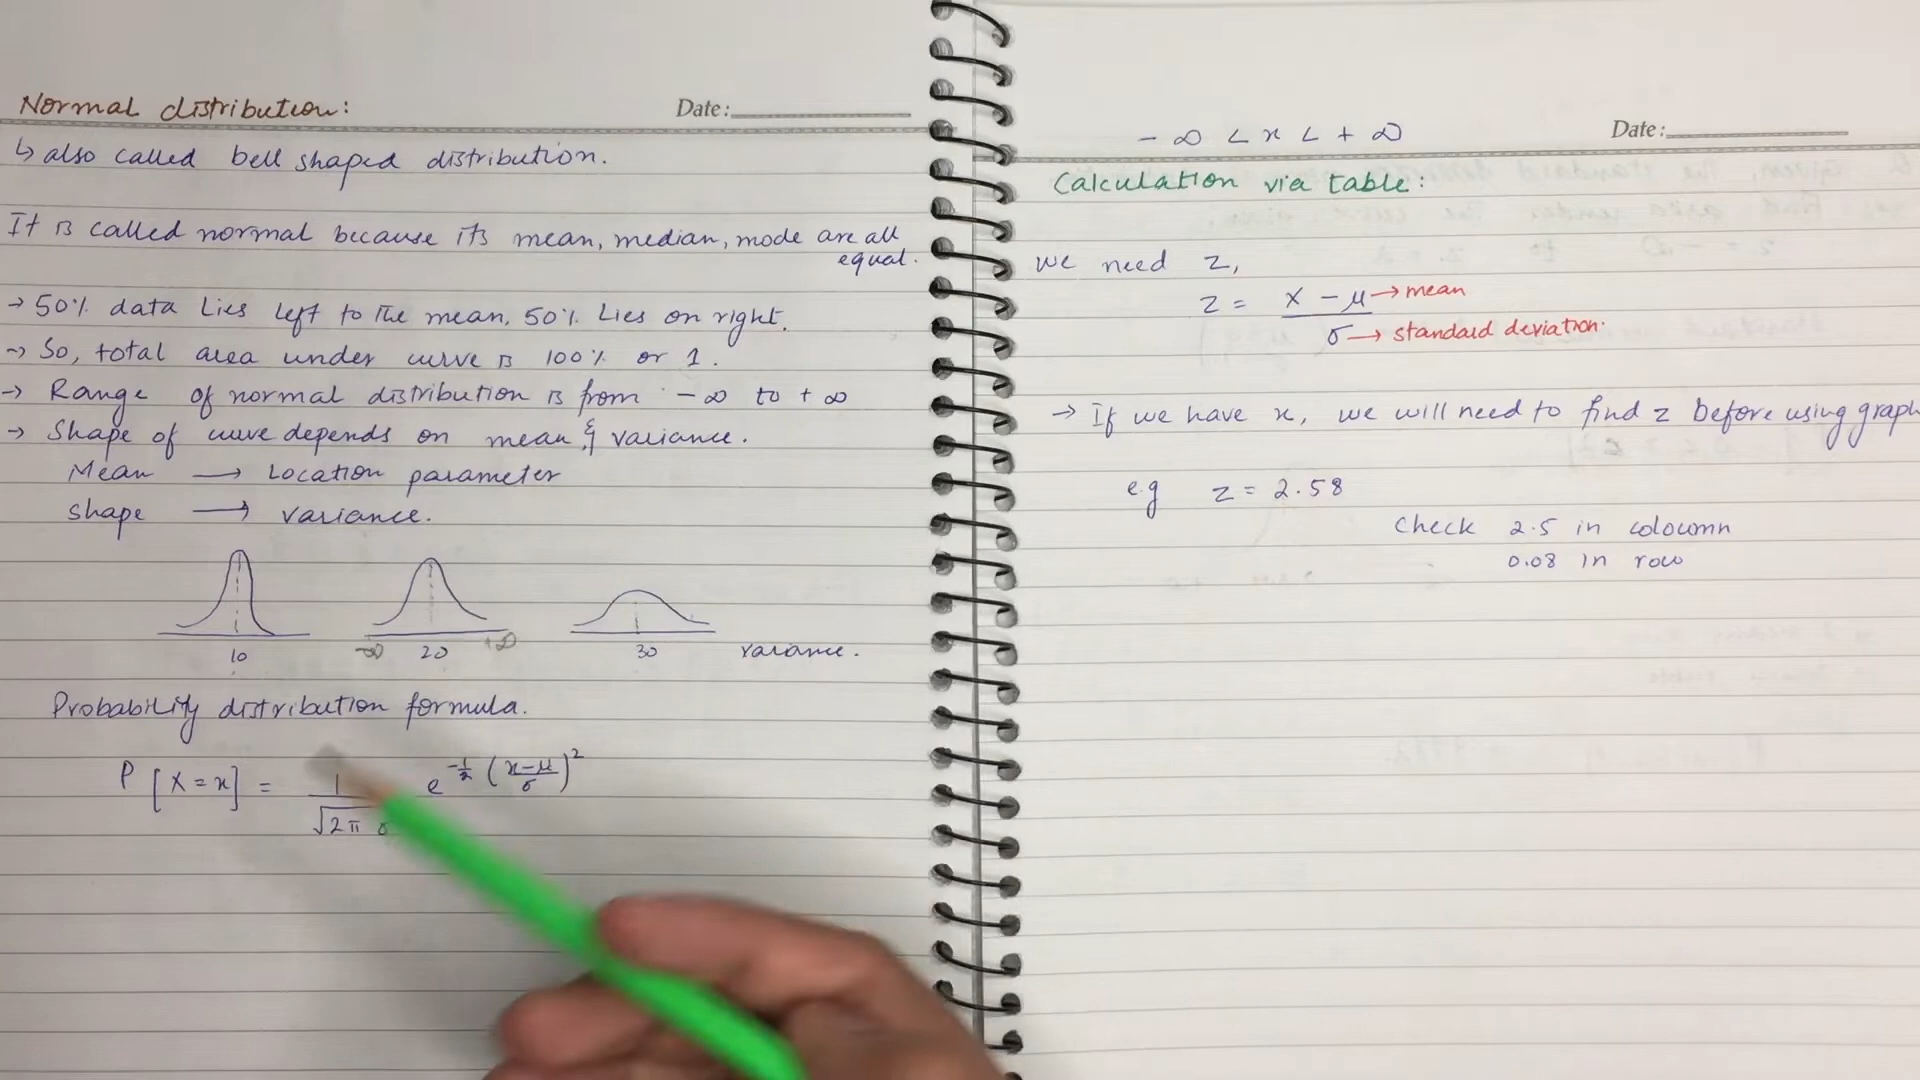 Normal distribution:
Date:
↳ also called bell shaped distribution.
It is called normal because its mean, median, mode are all
equal.
→ 50% data lies left to the mean, 50% lies on right.
→ So, total area under curve is 100% or 1.
→ Range of normal distribution is from -∞ to +∞
→ Shape of curve depends on mean & variance.
Mean → Location parameter
shape → variance.
-∞ +∞
10 20 30 variance.
Probability distribution formula.
P [X = x] = 1/√2π σ e^-1/2 (x-μ/σ)^2
-∞ < x < +∞
Date:
Calculation via table:
we need z,
z = X - μ → mean
σ → standard deviation.
→ If we have x, we will need to find z before using graph
e.g z = 2.58
Check 2.5 in coloumn
0.08 in row